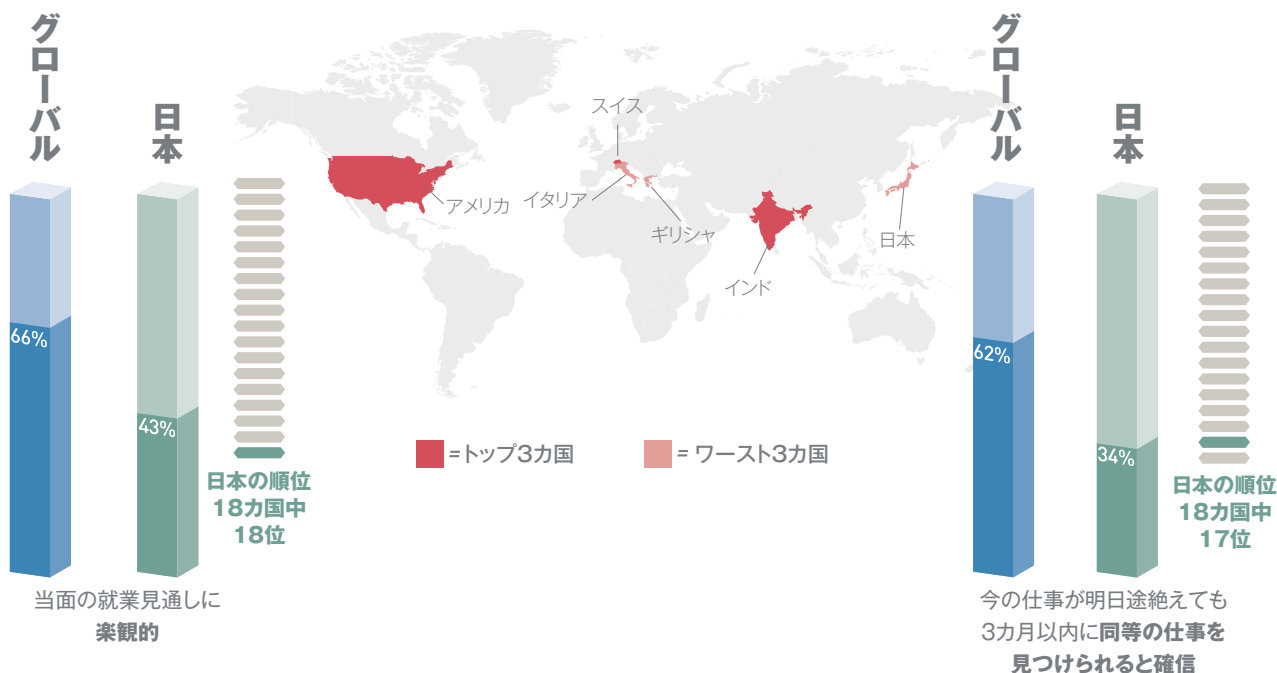 グローバル
日本
66%
43%
日本の順位
18カ国中
18位
当面の就業見通しに
楽観的
スイス
アメリカ
イタリア
ギリシャ
インド
日本
=トップ3カ国
= ワースト3カ国
グローバル
日本
62%
34%
日本の順位
18カ国中
17位
今の仕事が明日途絶えても
3カ月以内に同等の仕事を
見つけられると確信